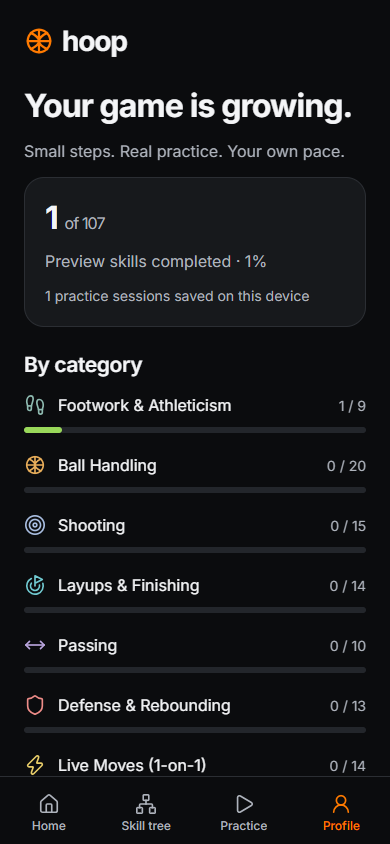 hoop
Your game is growing.
Small steps. Real practice. Your own pace.
1 of 107
Preview skills completed · 1%
1 practice sessions saved on this device
By category
Footwork & Athleticism 1 / 9
Ball Handling 0 / 20
Shooting 0 / 15
Layups & Finishing 0 / 14
Passing 0 / 10
Defense & Rebounding 0 / 13
Live Moves (1-on-1) 0 / 14
Home Skill tree Practice Profile